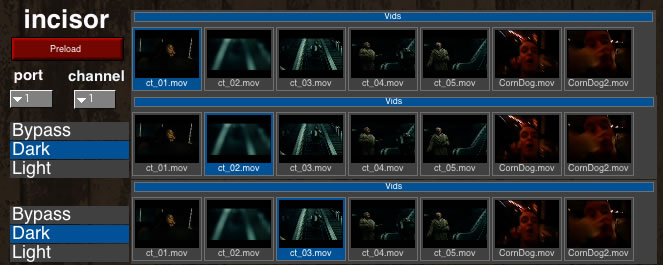 incisor
Preload
port channel
1 1
Vids
ct_01.mov ct_02.mov ct_03.mov ct_04.mov ct_05.mov CornDog.mov CornDog2.mov
Vids
Bypass
Dark
Light
ct_01.mov ct_02.mov ct_03.mov ct_04.mov ct_05.mov CornDog.mov CornDog2.mov
Vids
Bypass
Dark
Light
ct_01.mov ct_02.mov ct_03.mov ct_04.mov ct_05.mov CornDog.mov CornDog2.mov